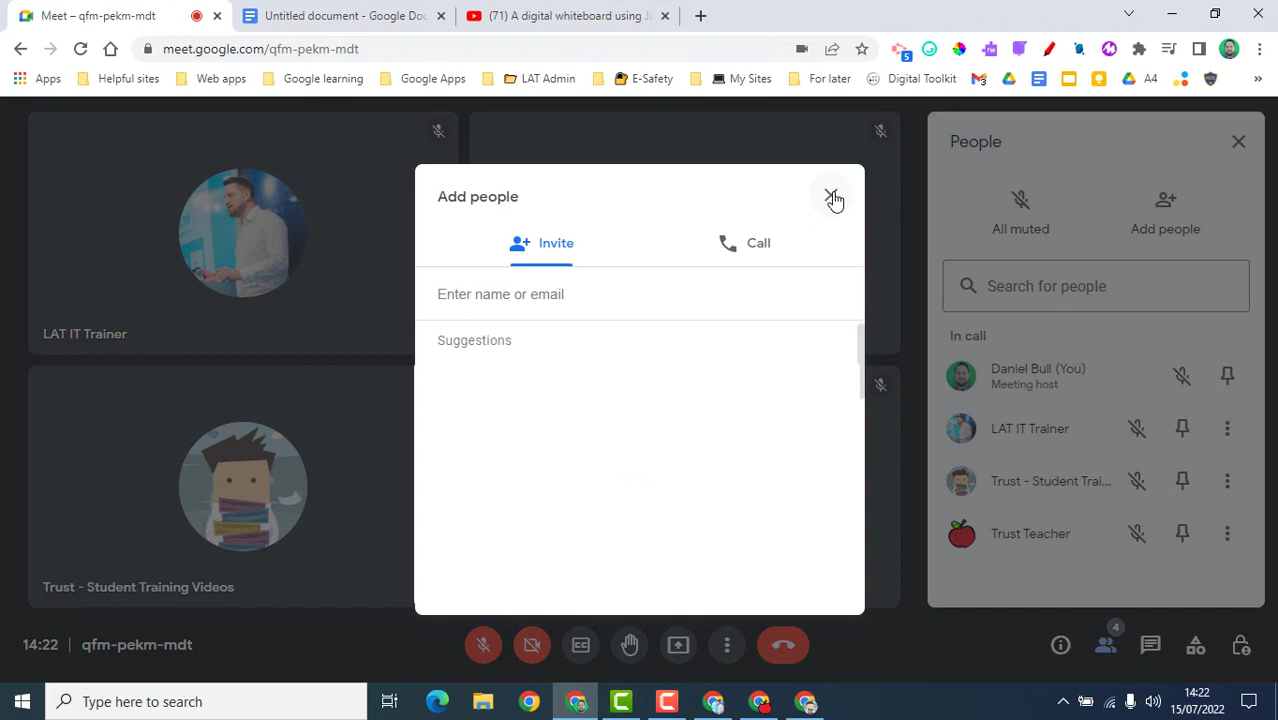 Meet – qfm-pekm-mdt
Untitled document - Google Doc
(71) A digital whiteboard using Ja
meet.google.com/qfm-pekm-mdt
5
Apps
Helpful sites
Web apps
Google learning
Google Apps
LAT Admin
E-Safety
My Sites
For later
Digital Toolkit
A4
»
LAT IT Trainer
Trust - Student Training Videos
Add people
Invite
Call
Enter name or email
Suggestions
People
All muted
Add people
Search for people
In call
Daniel Bull (You)
Meeting host
LAT IT Trainer
Trust - Student Trai...
Trust Teacher
14:22 | qfm-pekm-mdt
CC
4
Type here to search
14:22
15/07/2022